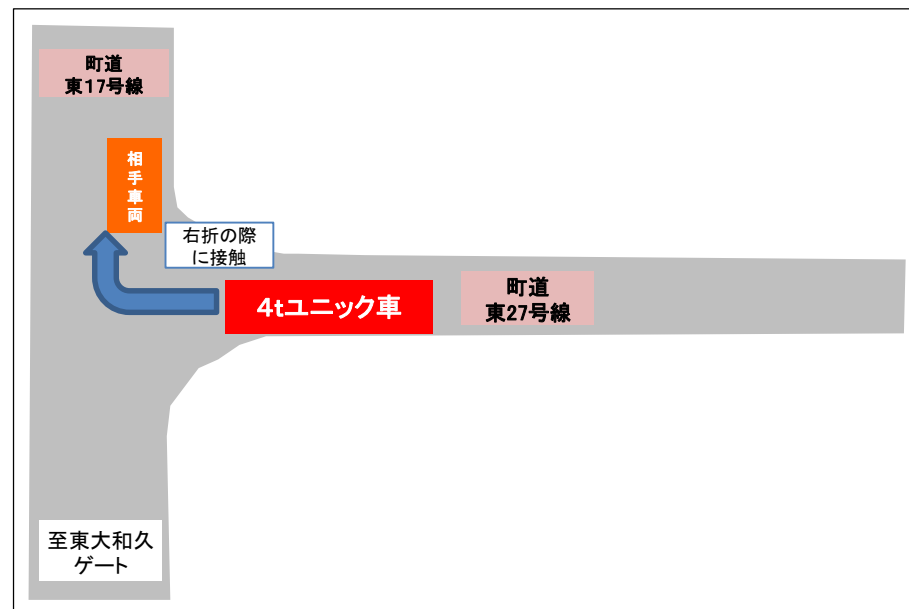 町道
東17号線
相手車両
右折の際
に接触
4tユニック車
町道
東27号線
至東大和久
ゲート